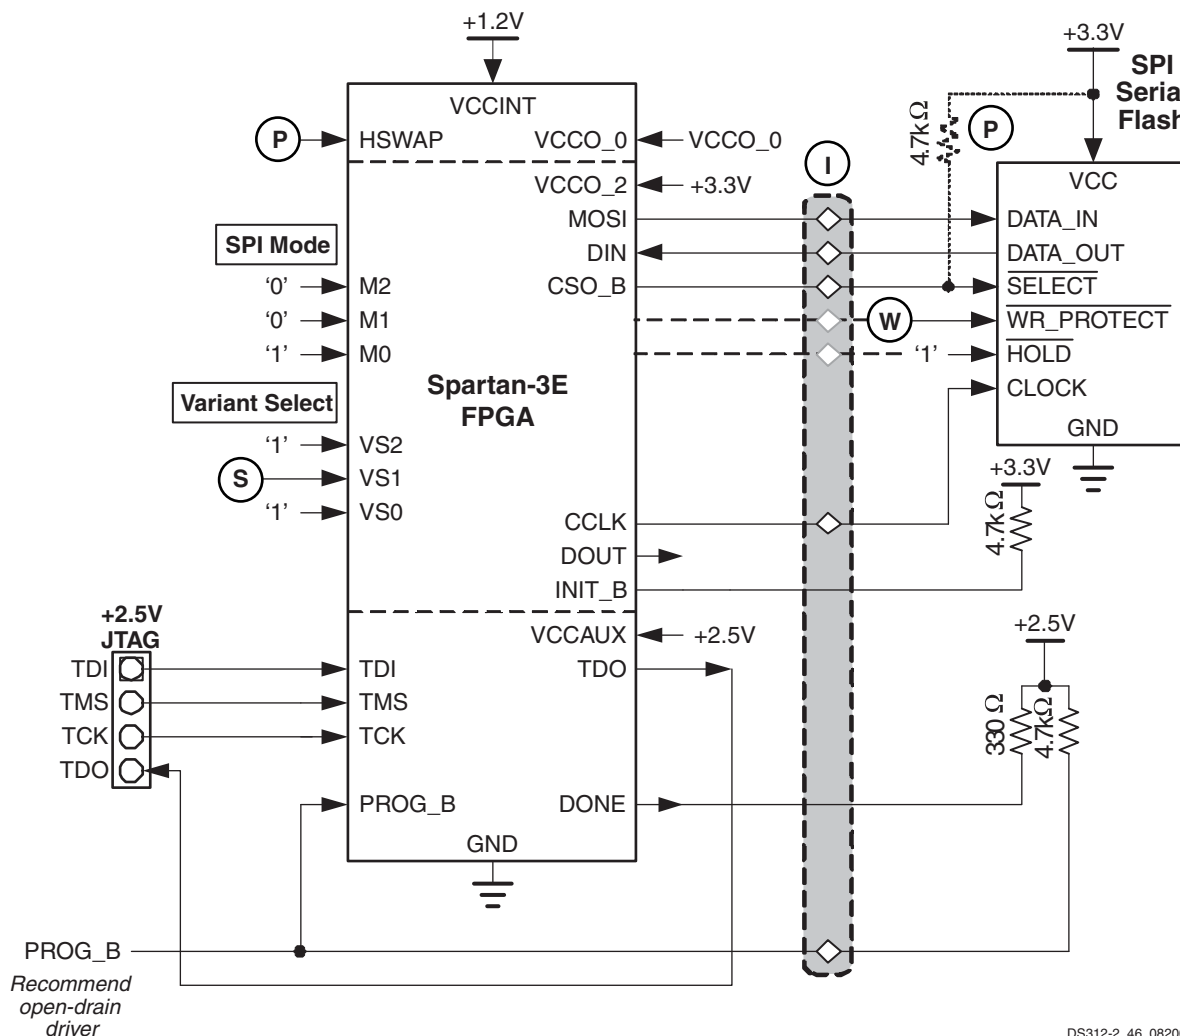 +1.2V
+3.3V
SPI
Serial
Flash
VCCINT
P
HSWAP
VCCO_0
VCCO_0
4.7kΩ
P
I
VCC
VCCO_2
+3.3V
MOSI
DATA_IN
SPI Mode
DIN
DATA_OUT
'0'
M2
CSO_B
SELECT
'0'
M1
W
WR_PROTECT
'1'
M0
'1'
HOLD
Spartan-3E
FPGA
CLOCK
Variant Select
GND
'1'
VS2
S
VS1
+3.3V
'1'
VS0
CCLK
4.7kΩ
DOUT
INIT_B
+2.5V
JTAG
VCCAUX
+2.5V
+2.5V
TDI
TDI
TDO
TMS
TMS
TCK
TCK
330 Ω
4.7kΩ
TDO
PROG_B
DONE
GND
PROG_B
Recommend
open-drain
driver